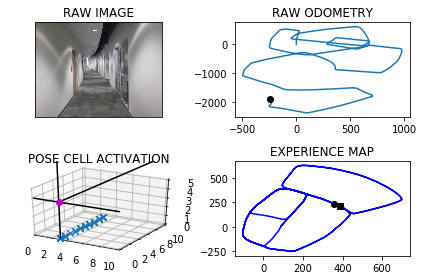 RAW IMAGE
RAW ODOMETRY
0
−1000
−2000
−500 0 500 1000
POSE CELL ACTIVATION
5
4
3
2
1
0
0 2 4 6 8 10
0 2 4 6 8 10
EXPERIENCE MAP
500
250
0
−250
0 200 400 600